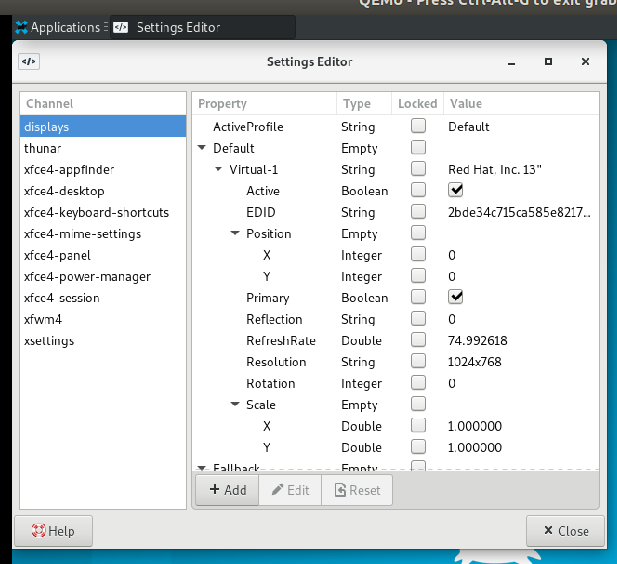 QEMU - Press Ctrl-Alt-G to exit grab
Applications
Settings Editor
Settings Editor
Channel
displays
thunar
xfce4-appfinder
xfce4-desktop
xfce4-keyboard-shortcuts
xfce4-mime-settings
xfce4-panel
xfce4-power-manager
xfce4-session
xfwm4
xsettings
Property Type Locked Value
ActiveProfile String Default
Default Empty
Virtual-1 String Red Hat, Inc. 13"
Active Boolean
EDID String 2bde34c715ca585e8217...
Position Empty
X Integer 0
Y Integer 0
Primary Boolean
Reflection String 0
RefreshRate Double 74.992618
Resolution String 1024x768
Rotation Integer 0
Scale Empty
X Double 1.000000
Y Double 1.000000
Fallback Empty
Add Edit Reset
Help Close